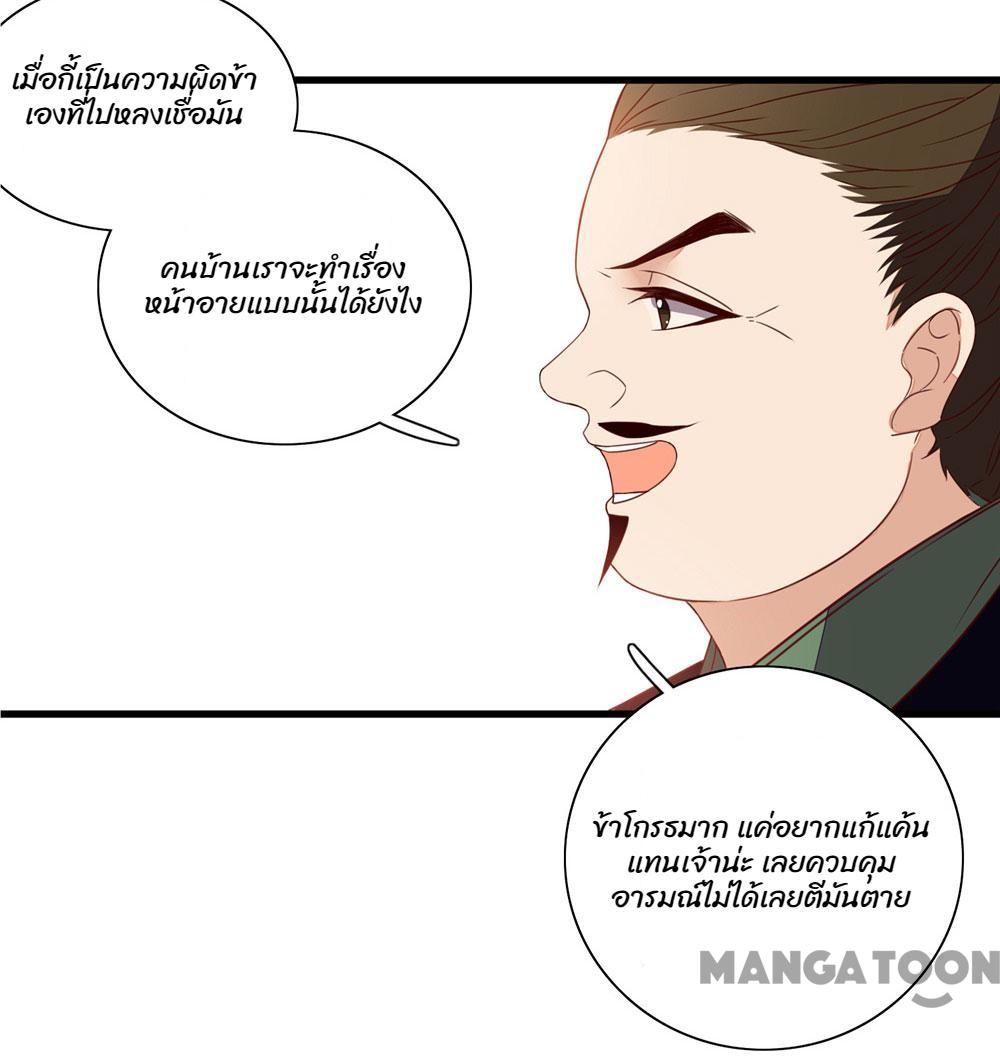 เมื่อกี้เป็นความผิดข้า
เองที่ไปหลงเชื่อมัน
คนบ้านเราจะทำเรื่อง
หน้าอายแบบนั้นได้ยังไง
ข้าโกรธมาก แค่อยากแก้แค้น
แทนเจ้าน่ะ เลยควบคุม
อารมณ์ไม่ได้เลยตีมันตาย
MANGATOON